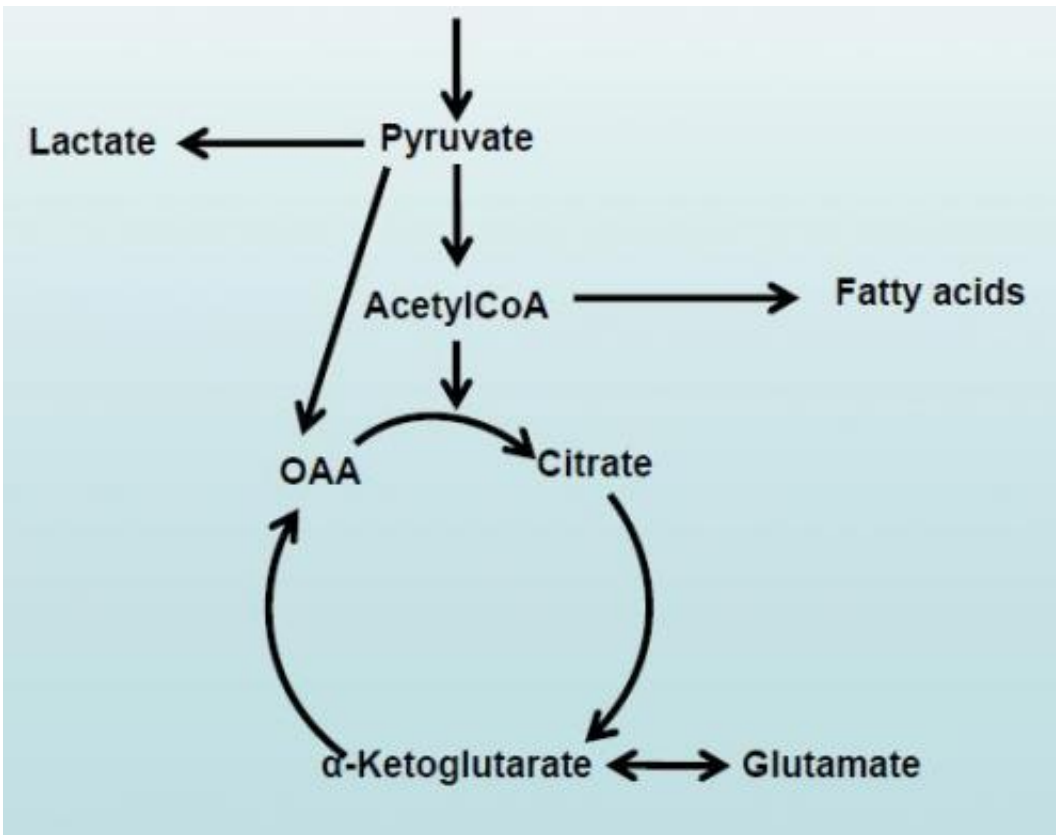 Lactate
Pyruvate
AcetylCoA
Fatty acids
OAA
Citrate
α-Ketoglutarate
Glutamate